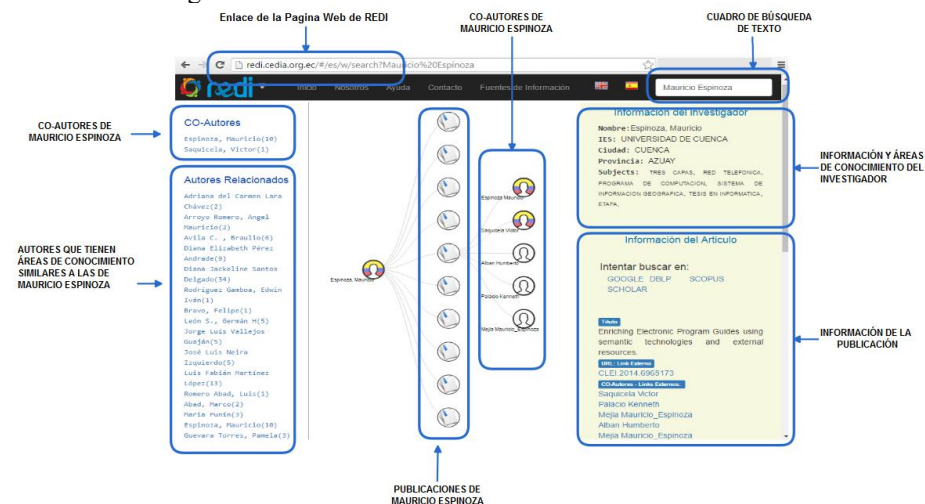 Enlace de la Pagina Web de REDI
CO-AUTORES DE
MAURICIO ESPINOZA
CUADRO DE BÚSQUEDA
DE TEXTO
redi.cedia.org.ec/#/es/w/search?Mauricio%20Espinoza
redi
Inicio Nosotros Ayuda Contacto Fuentes de Información
Mauricio Espinoza
CO-AUTORES DE
MAURICIO ESPINOZA
CO-Autores
Espinoza, Mauricio(10)
Saquicela, Victor(1)
AUTORES QUE TIENEN
ÁREAS DE CONOCIMIENTO
SIMILARES A LAS DE
MAURICIO ESPINOZA
Autores Relacionados
Adriana del Carmen Lara
Chávez(2)
Arroyo Romero, Angel
Mauricio(2)
Avila C. , Braulio(6)
Diana Elizabeth Pérez
Andrade(9)
Diana Jackeline Santos
Delgado(34)
Rodríguez Gamboa, Edwin
Iván(1)
Bravo, Felipe(1)
León S., Germán H(5)
Jorge Luis Vallejos
Guaján(5)
José Luis Neira
Izquierdo(5)
Luis Fabián Martínez
López(13)
Romero Abad, Luis(1)
Abad, Marco(2)
María Punín(3)
Espinoza, Mauricio(10)
Guevara Torres, Pamela(3)
Espinoza, Mauricio
Espinoza Mauricio
Saquicela Victor
Alban Humberto
Palacio Kenneth
Mejia Mauricio_Espinoza
PUBLICACIONES DE
MAURICIO ESPINOZA
Información del Investigador
Nombre: Espinoza, Mauricio
IES: UNIVERSIDAD DE CUENCA
Ciudad: CUENCA
Provincia: AZUAY
Subjects: TRES CAPAS, RED TELEFONICA,
PROGRAMA DE COMPUTACION, SISTEMA DE
INFORMACION GEOGRAFICA, TESIS EN INFORMATICA,
ETAPA,
INFORMACIÓN Y ÁREAS
DE CONOCIMIENTO DEL
INVESTIGADOR
Información del Artículo
Intentar buscar en:
GOOGLE DBLP SCOPUS
SCHOLAR
Título
Enriching Electronic Program Guides using
semantic technologies and external
resources.
URL - Link Externo
CLEI.2014.6965173
CO-Autores - Links Externos:
Saquicela Victor
Palacio Kenneth
Mejia Mauricio_Espinoza
Alban Humberto
Mejia Mauricio_Espinoza
INFORMACIÓN DE LA
PUBLICACIÓN